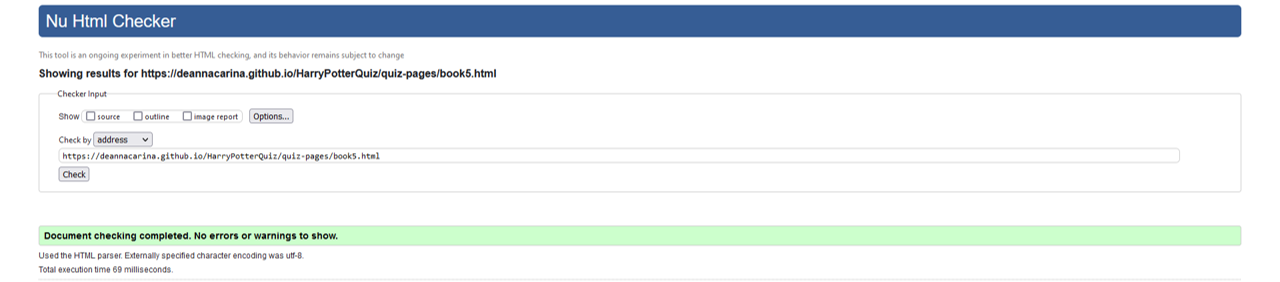 Nu Html Checker
This tool is an ongoing experiment in better HTML checking, and its behavior remains subject to change
Showing results for https://deannacarina.github.io/HarryPotterQuiz/quiz-pages/book5.html
Checker Input
Show source outline image report Options...
Check by address
https://deannacarina.github.io/HarryPotterQuiz/quiz-pages/book5.html
Check
Document checking completed. No errors or warnings to show.
Used the HTML parser. Externally specified character encoding was utf-8.
Total execution time 69 milliseconds.